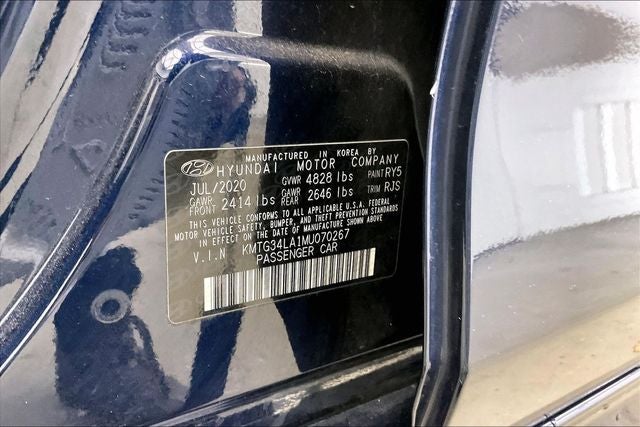 MANUFACTURED IN KOREA BY
HYUNDAI MOTOR COMPANY
JUL/2020 GVWR 4828 lbs PAINT RY5
GAWR FRONT 2414 lbs GAWR REAR 2646 lbs TRIM RJS
THIS VEHICLE CONFORMS TO ALL APPLICABLE U.S.A. FEDERAL
MOTOR VEHICLE SAFETY, BUMPER, AND THEFT PREVENTION STANDARDS
IN EFFECT ON THE DATE OF MANUFACTURE SHOWN ABOVE.
V.I.N KMTG34LA1MU070267
PASSENGER CAR